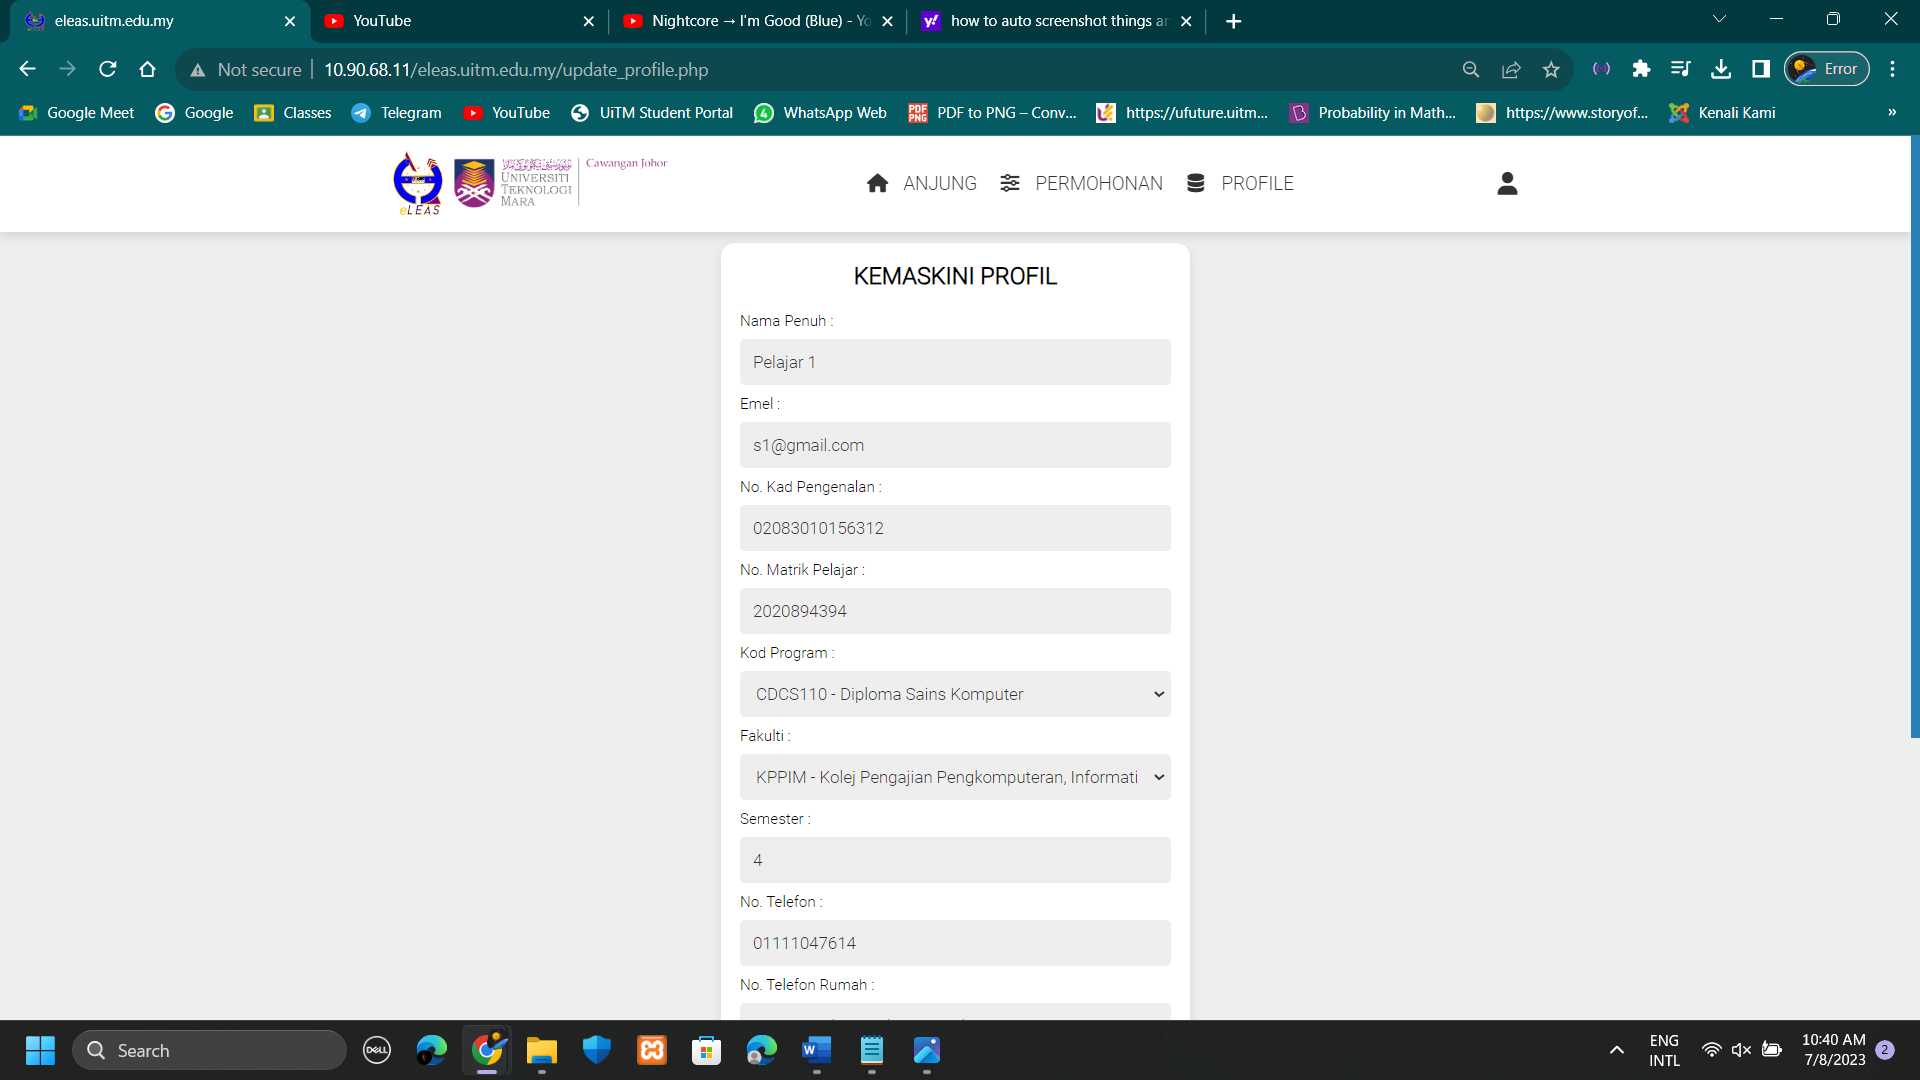 eleas.uitm.edu.my
YouTube
Nightcore → I'm Good (Blue) - Yo
how to auto screenshot things an
Not secure
10.90.68.11/eleas.uitm.edu.my/update_profile.php
Error
Google Meet
Google
Classes
Telegram
YouTube
UiTM Student Portal
WhatsApp Web
PDF to PNG – Conv...
https://ufuture.uitm...
Probability in Math...
https://www.storyof...
Kenali Kami
»
eLEAS
UNIVERSITI
TEKNOLOGI
MARA
Cawangan Johor
ANJUNG
PERMOHONAN
PROFILE
KEMASKINI PROFIL
Nama Penuh :
Pelajar 1
Emel :
s1@gmail.com
No. Kad Pengenalan :
02083010156312
No. Matrik Pelajar :
2020894394
Kod Program :
CDCS110 - Diploma Sains Komputer
Fakulti :
KPPIM - Kolej Pengajian Pengkomputeran, Informati
Semester :
4
No. Telefon :
01111047614
No. Telefon Rumah :
Search
DELL
ENG
INTL
10:40 AM
7/8/2023
2